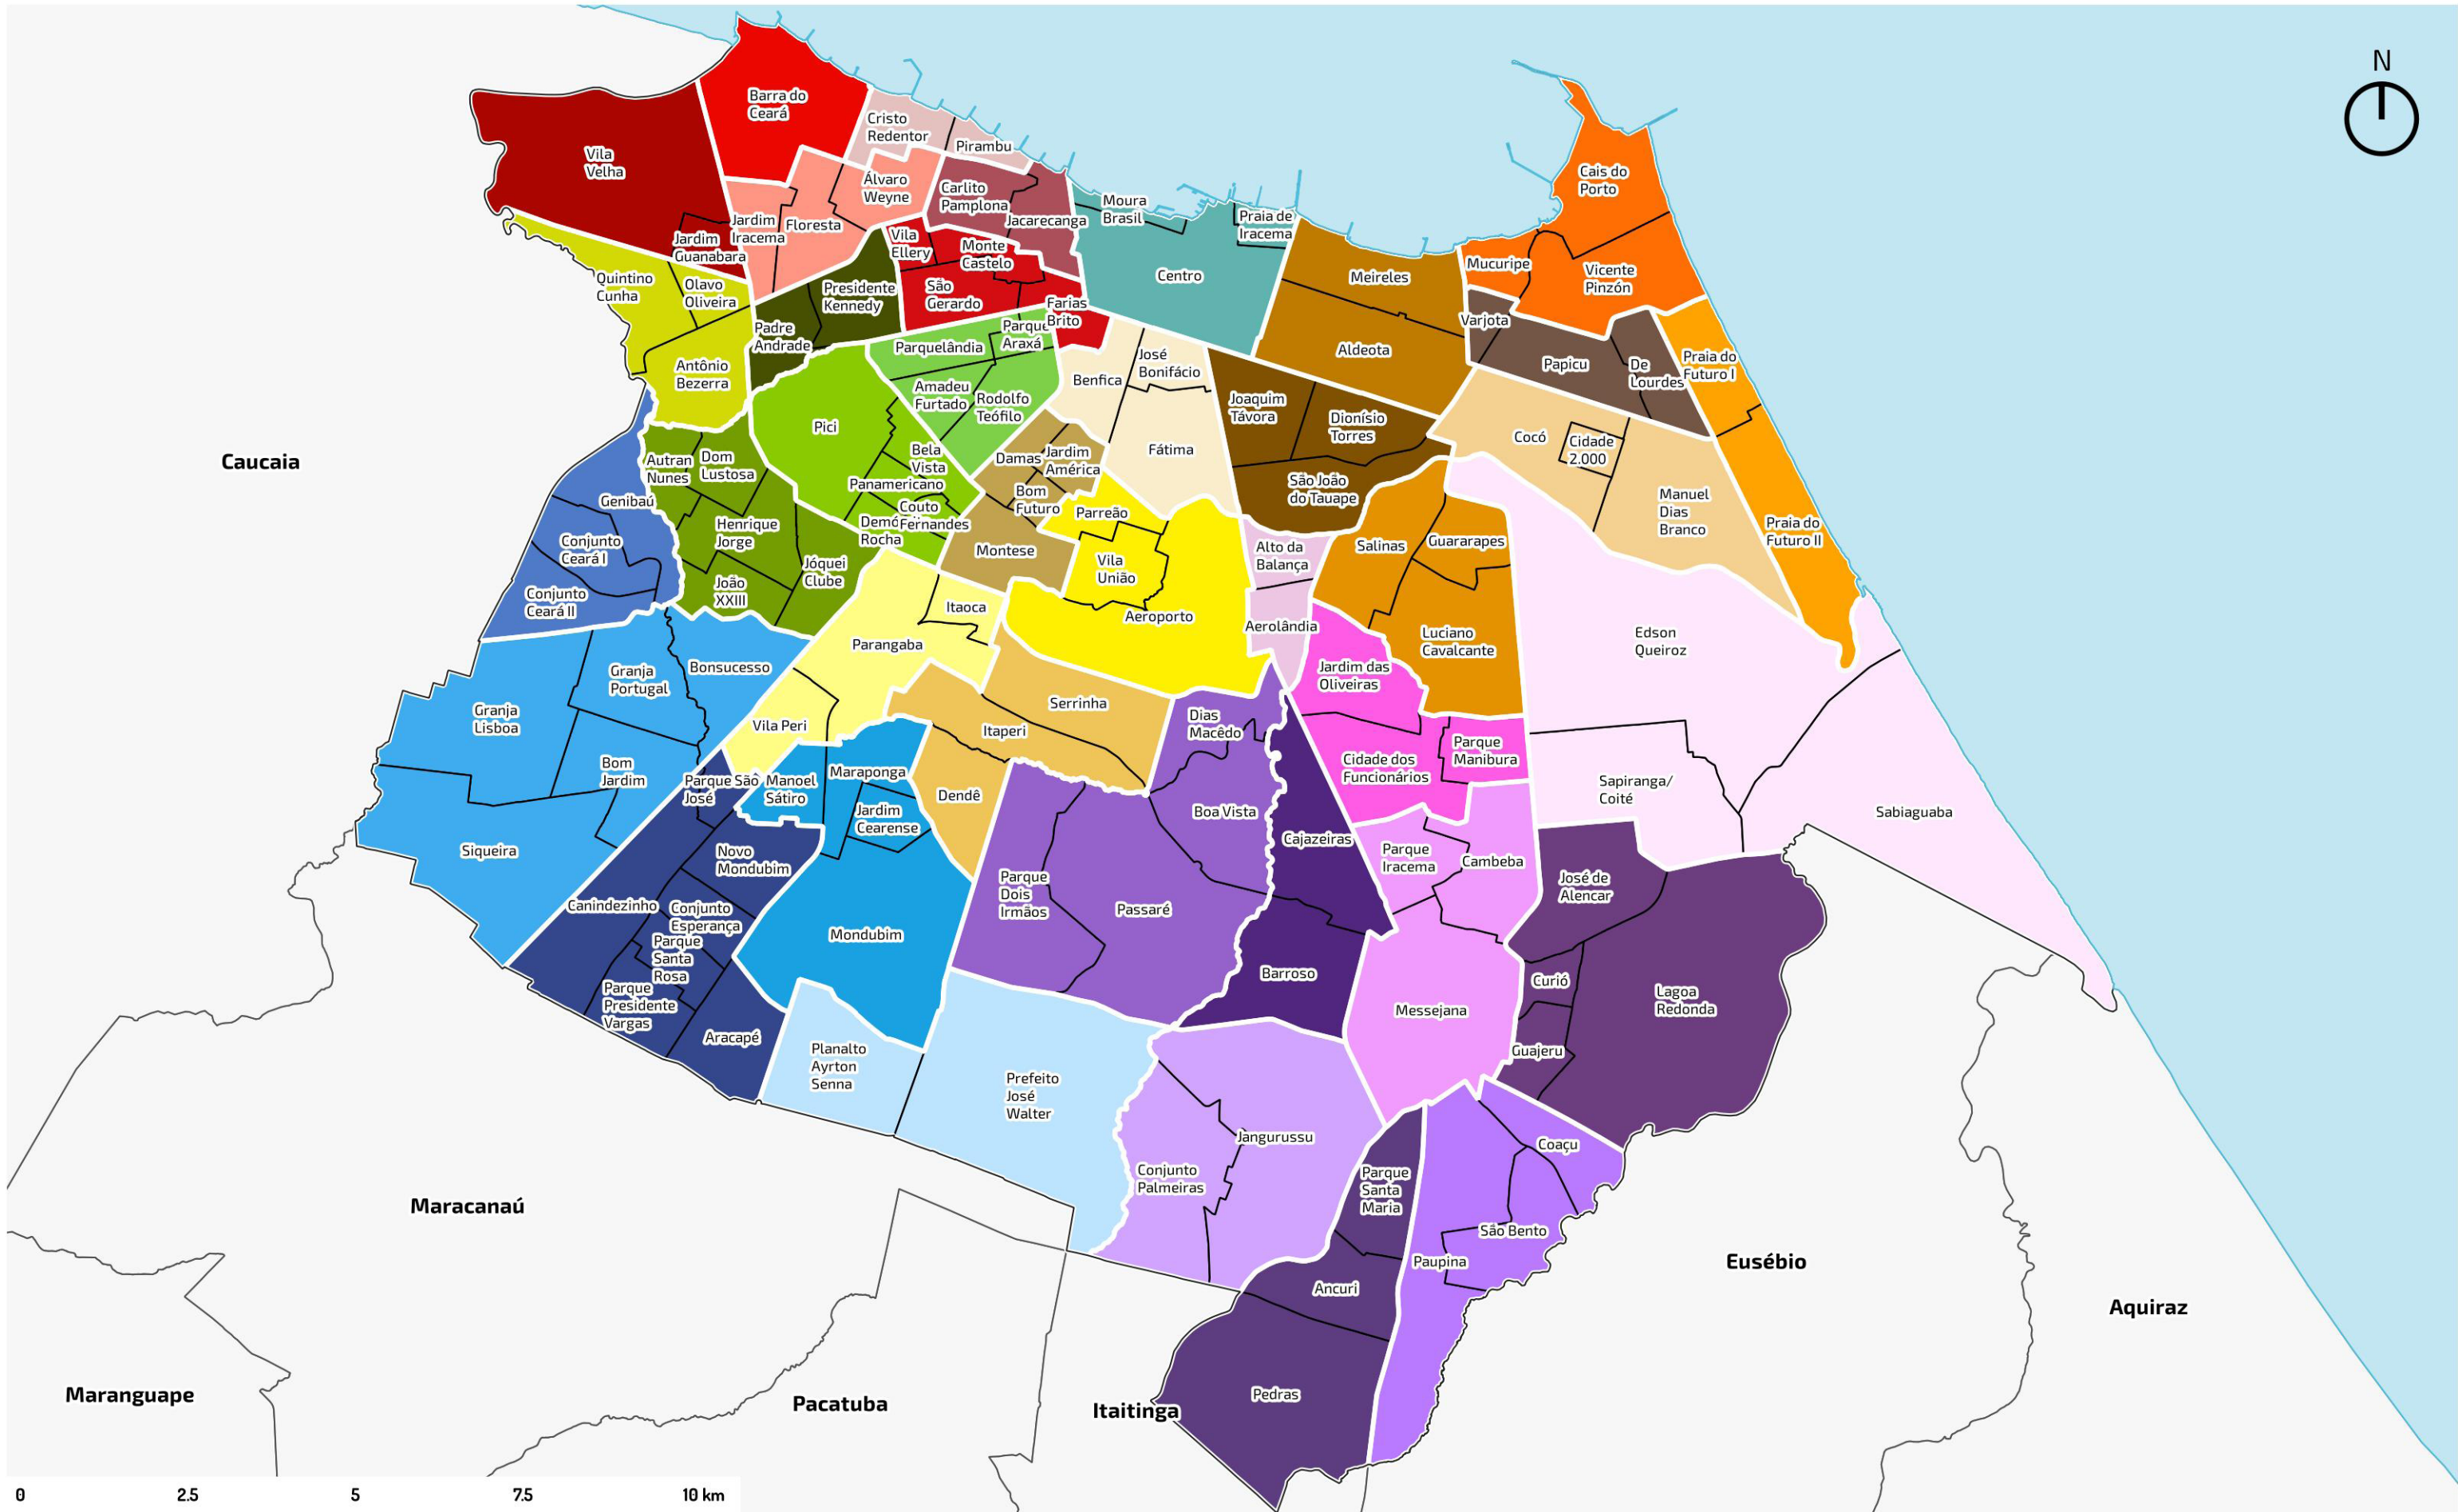 N
Barra do
Ceará
Cristo
Redentor
Pirambu
Vila
Velha
Álvaro
Weyne
Carlito
Pamplona
Jacarecanga
Moura
Brasil
Praia de
Iracema
Cais do
Porto
Jardim
Iracema
Floresta
Jardim
Guanabara
Vila
Ellery
Monte
Castelo
Centro
Meireles
Mucuripe
Vicente
Pinzón
Quintino
Cunha
Olavo
Oliveira
Presidente
Kennedy
São
Gerardo
Farias
Brito
Padre
Andrade
Parquelândia
Parque
Araxá
Varjota
Aldeota
Papicu
De
Lourdes
Praia do
Futuro I
Antônio
Bezerra
Amadeu
Furtado
Rodolfo
Teófilo
Benfica
José
Bonifácio
Joaquim
Távora
Dionísio
Torres
Pici
Bela
Vista
Damas
Jardim
América
Fátima
Cocó
Cidade
2.000
Caucaia
Autran
Nunes
Dom
Lustosa
Panamericano
Couto
Fernandes
Demó
Rocha
Bom
Futuro
Parreão
São João
do Tauape
Manuel
Dias
Branco
Praia do
Futuro II
Genibaú
Henrique
Jorge
Conjunto
Ceará I
Conjunto
Ceará II
João
XXIII
Jóquei
Clube
Montese
Vila
União
Alto da
Balança
Salinas
Guararapes
Itaoca
Aeroporto
Aerolândia
Luciano
Cavalcante
Edson
Queiroz
Parangaba
Granja
Portugal
Bonsucesso
Jardim das
Oliveiras
Granja
Lisboa
Vila Peri
Serrinha
Itaperi
Dias
Macêdo
Cidade dos
Funcionários
Parque
Manibura
Bom
Jardim
Parque São
José
Manoel
Sátiro
Maraponga
Jardim
Cearense
Dendê
Boa Vista
Cajazeiras
Sapiranga/
Coité
Sabiaguaba
Siqueira
Novo
Mondubim
Parque
Iracema
Cambeba
José de
Alencar
Canindezinho
Conjunto
Esperança
Parque
Santa
Rosa
Parque
Presidente
Vargas
Mondubim
Parque
Dois
Irmãos
Passaré
Barroso
Messejana
Curió
Lagoa
Redonda
Guajeru
Aracapé
Planalto
Ayrton
Senna
Prefeito
José
Walter
Jangurussu
Conjunto
Palmeiras
Parque
Santa
Maria
Coaçu
São Bento
Paupina
Ancuri
Pedras
Maracanaú
Eusébio
Aquiraz
Maranguape
Pacatuba
Itaitinga
0 2.5 5 7.5 10 km